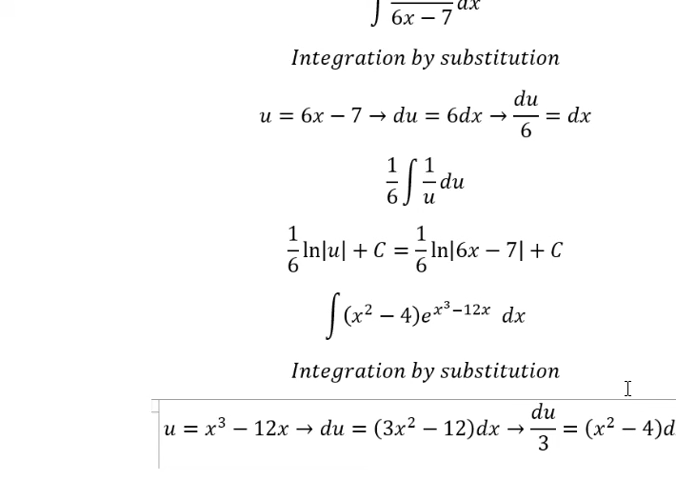 ∫ 1/(6x − 7) dx
Integration by substitution
u = 6x − 7 → du = 6dx → du/6 = dx
1/6 ∫ 1/u du
1/6 ln|u| + C = 1/6 ln|6x − 7| + C
∫ (x² − 4)e^(x³−12x) dx
Integration by substitution
u = x³ − 12x → du = (3x² − 12)dx → du/3 = (x² − 4)d